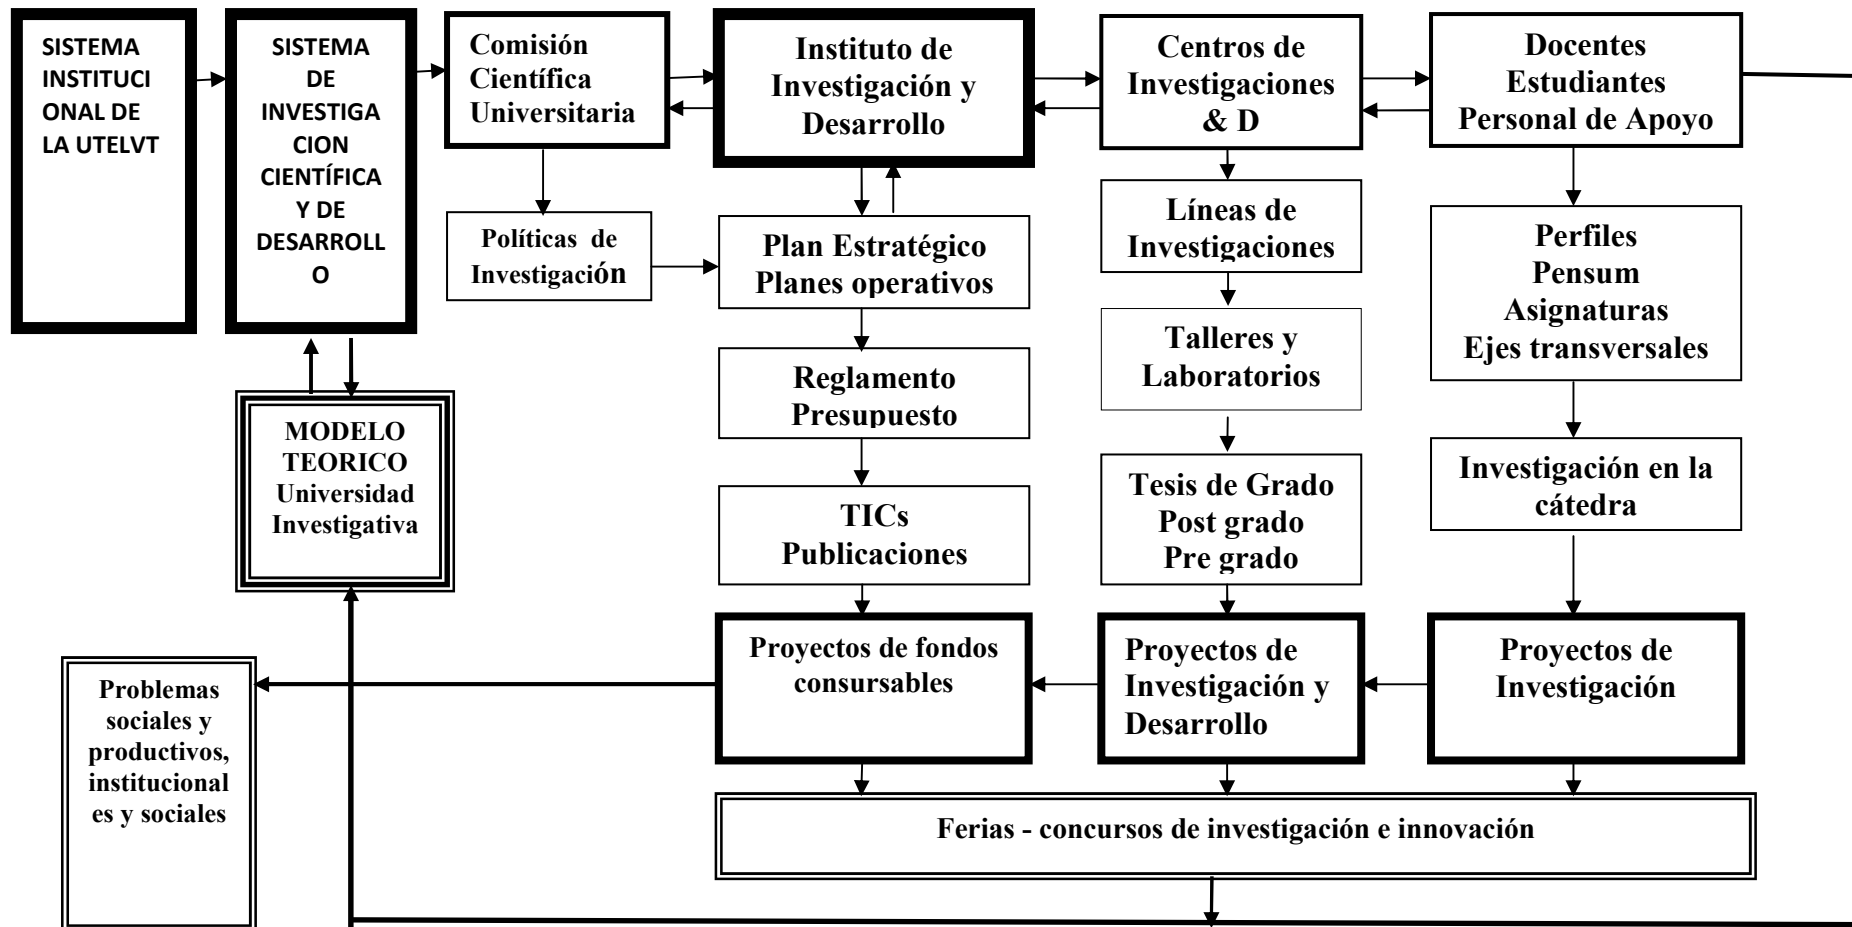 SISTEMA
INSTITUCI
ONAL DE
LA UTELVT
SISTEMA
DE
INVESTIGA
CION
CIENTÍFICA
Y DE
DESARROLL
O
Comisión
Científica
Universitaria
Instituto de
Investigación y
Desarrollo
Centros de
Investigaciones
& D
Docentes
Estudiantes
Personal de Apoyo
Políticas de
Investigación
Plan Estratégico
Planes operativos
Líneas de
Investigaciones
Perfiles
Pensum
Asignaturas
Ejes transversales
Reglamento
Presupuesto
Talleres y
Laboratorios
MODELO
TEORICO
Universidad
Investigativa
TICs
Publicaciones
Tesis de Grado
Post grado
Pre grado
Investigación en la
cátedra
Problemas
sociales y
productivos,
institucional
es y sociales
Proyectos de fondos
consursables
Proyectos de
Investigación y
Desarrollo
Proyectos de
Investigación
Ferias - concursos de investigación e innovación